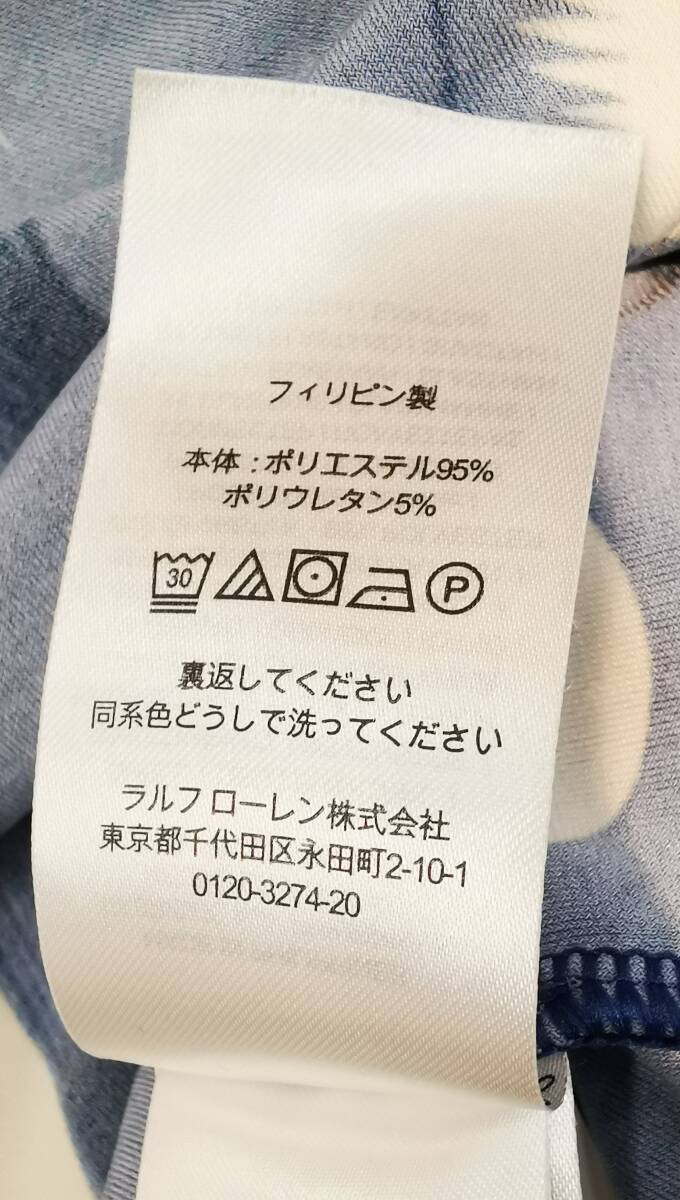 フィリピン製
本体 : ポリエステル95%
ポリウレタン5%
30 P
裏返してください
同系色どうしで洗ってください
ラルフ ローレン株式会社
東京都千代田区永田町2-10-1
0120-3274-20